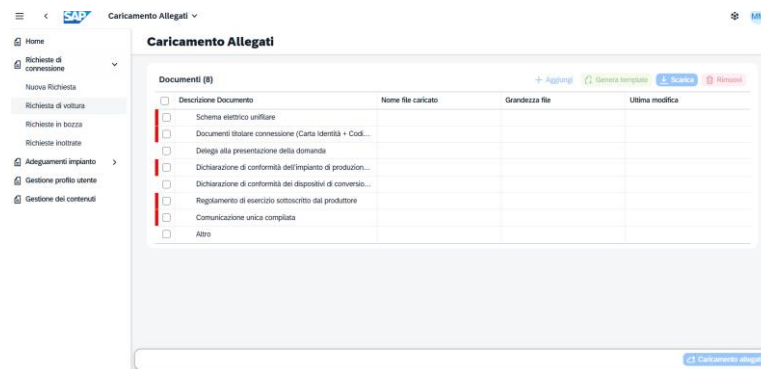 SAP
Caricamento Allegati
MM
Home
Richieste di
connessione
Nuova Richiesta
Richiesta di voltura
Richieste in bozza
Richieste inoltrate
Adeguamenti impianto
Gestione profilo utente
Gestione dei contenuti
Caricamento Allegati
Documenti (8)
Aggiungi
Genera template
Scarica
Rimuovi
Descrizione Documento Nome file caricato Grandezza file Ultima modifica
Schema elettrico unifilare
Documenti titolare connessione (Carta Identità + Codi...
Delega alla presentazione della domanda
Dichiarazione di conformità dell'impianto di produzion...
Dichiarazione di conformità dei dispositivi di conversio...
Regolamento di esercizio sottoscritto dal produttore
Comunicazione unica compilata
Altro
Caricamento allegati